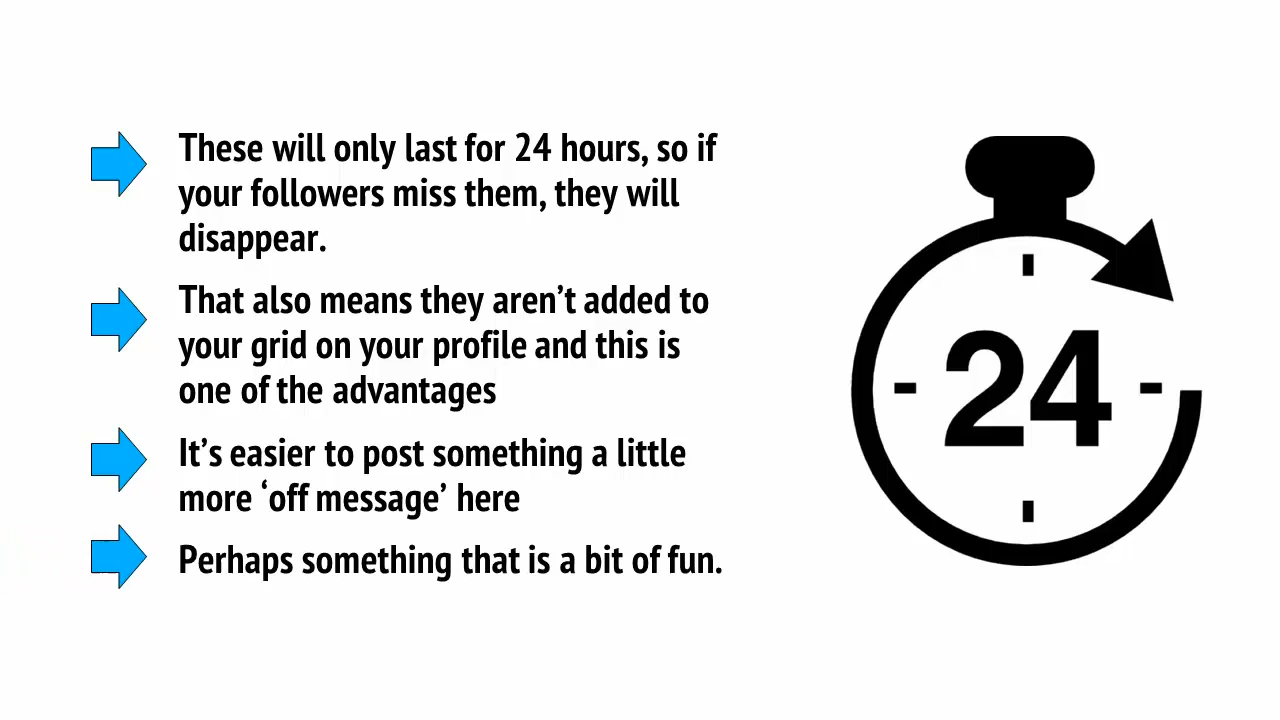 These will only last for 24 hours, so if
your followers miss them, they will
disappear.
That also means they aren’t added to
your grid on your profile and this is
one of the advantages
It’s easier to post something a little
more ‘off message’ here
Perhaps something that is a bit of fun.
24